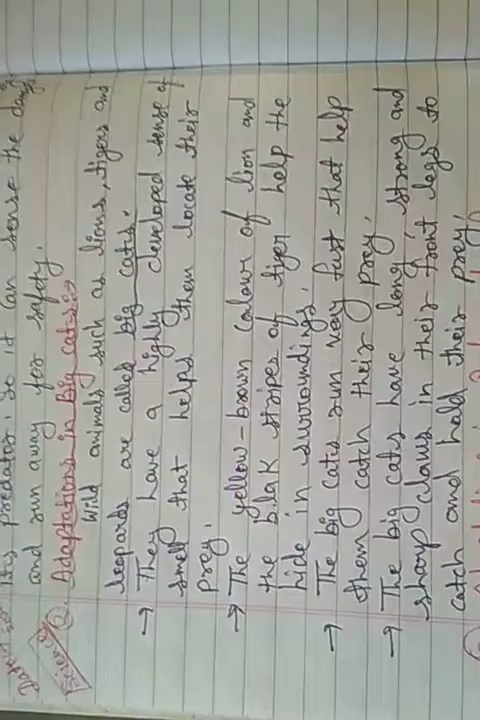 its predator, so it can sense the danger
and run away for safety.
Science
Adaptations in Big cats:-
Wild animals such as lions, tigers and
leopards are called big cats.
→ They have a highly developed sense of
smell that helps them locate their
prey.
→ The yellow-brown colour of lion and
the blak stripes of tiger help the
hide in surroundings.
→ The big cats run very fast that help
them catch their prey.
→ The big cats have long strong and
sharp claws in their front legs to
catch and hold their prey.